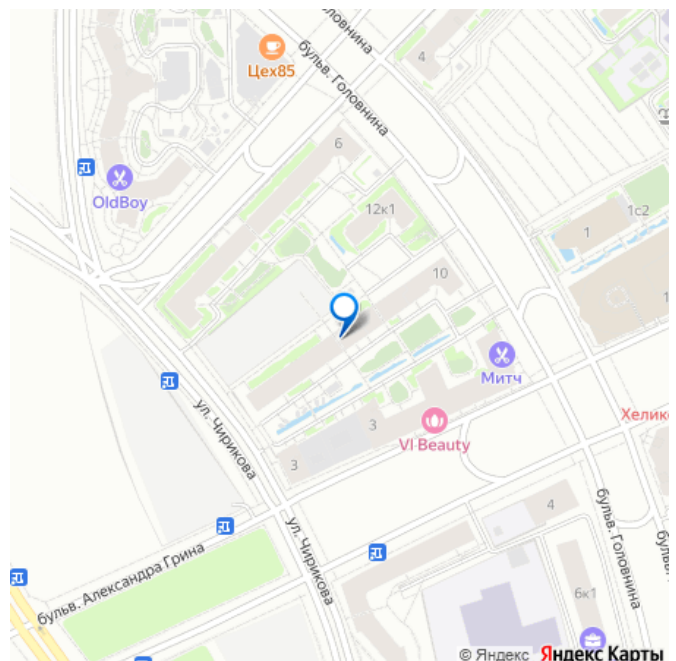 бульв. Головнина
4
бульв. Головнина
Цех85
6
OldBoy
12к1
1с2
1
10
1
Митч
Хелик
3
VI Beauty
3
ул. Чирикова
4
ул. Чирикова
бульв. Александра Грина
бульв. Головнина
6к1
© Яндекс Яндекс Карты